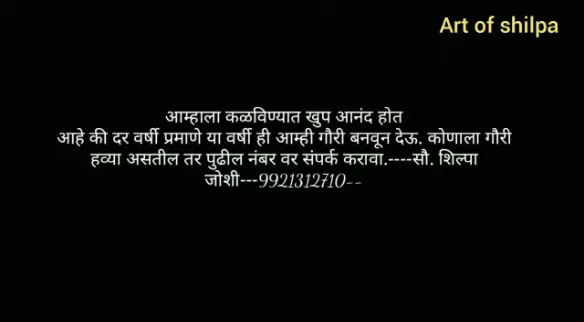 Art of shilpa
आम्हाला कळविण्यात खुप आनंद होत
आहे की दर वर्षी प्रमाणे या वर्षी ही आम्ही गौरी बनवून देऊ. कोणाला गौरी
हव्या असतील तर पुढील नंबर वर संपर्क करावा.----सौ. शिल्पा
जोशी---9921312710--